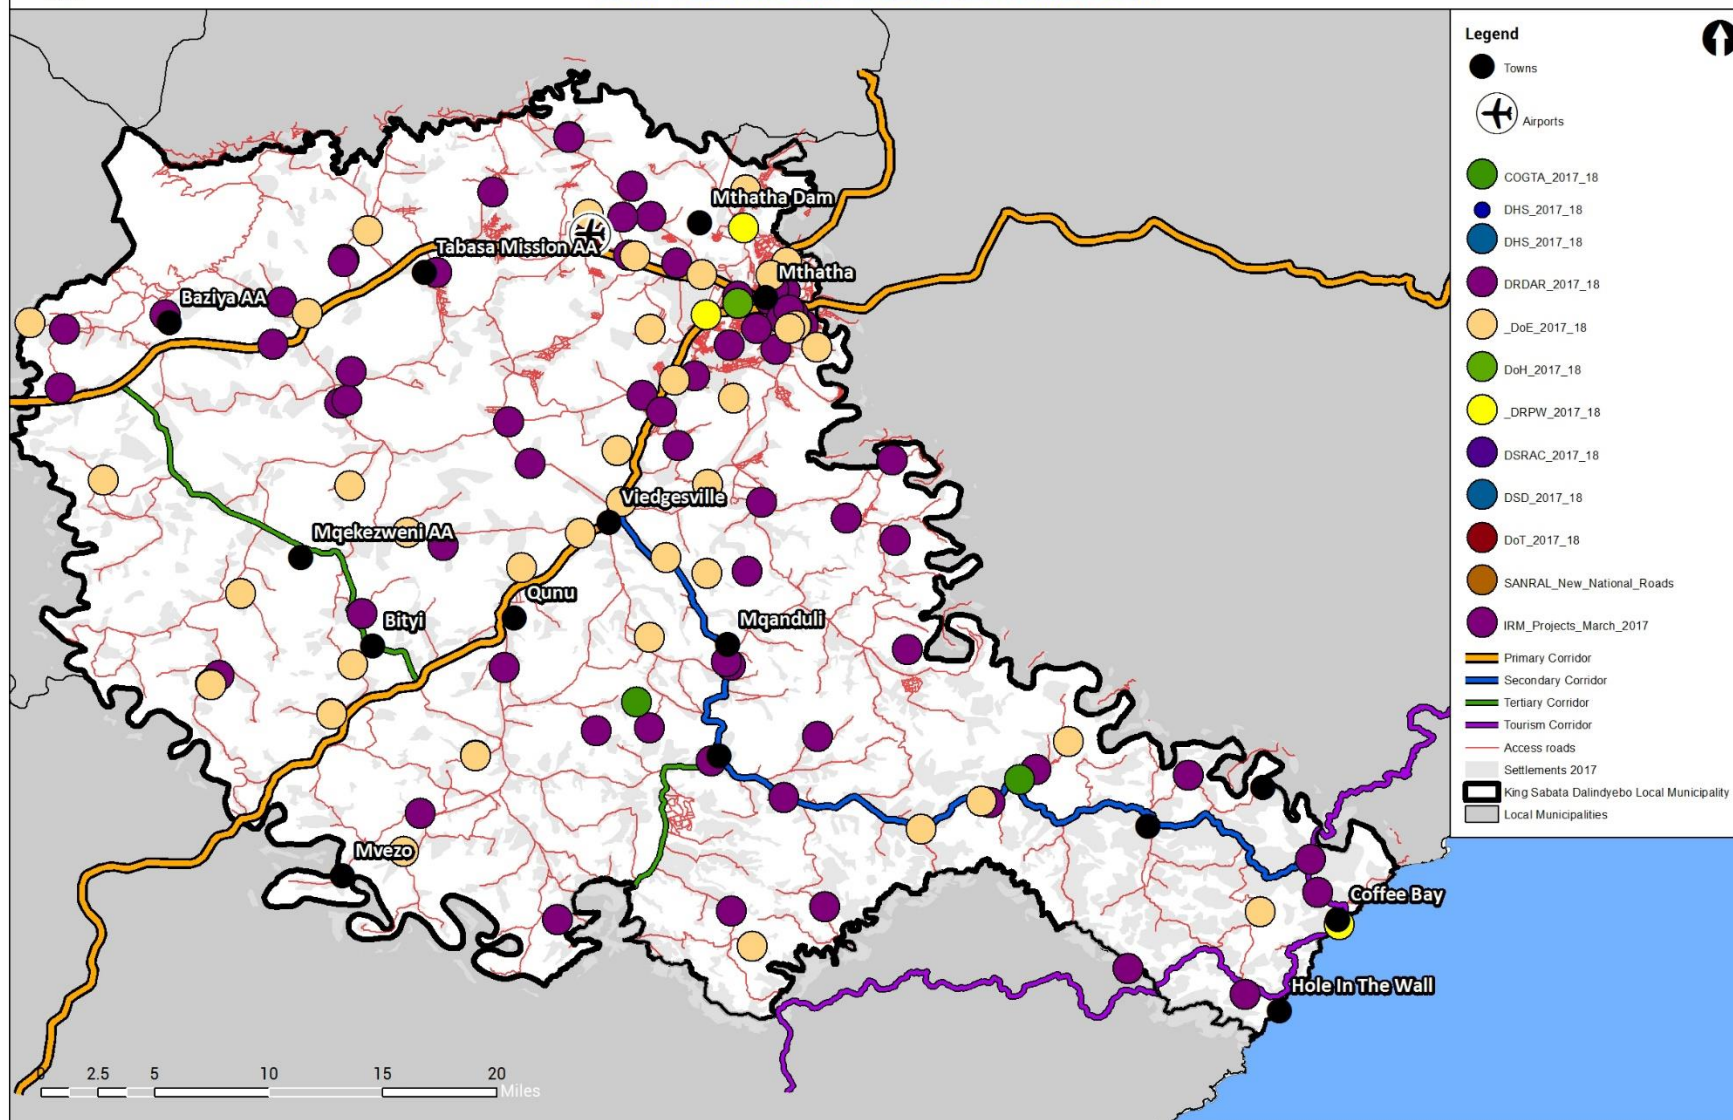 Legend
Towns
Airports
COGTA_2017_18
DHS_2017_18
DHS_2017_18
DRDAR_2017_18
_DoE_2017_18
DoH_2017_18
_DRPW_2017_18
DSRAC_2017_18
DSD_2017_18
DoT_2017_18
SANRAL_New_National_Roads
IRM_Projects_March_2017
Primary Corridor
Secondary Corridor
Tertiary Corridor
Tourism Corridor
Access roads
Settlements 2017
King Sabata Dalindyebo Local Municipality
Local Municipalities
Mthatha Dam
Tabasa Mission AA
Mthatha
Baziya AA
Viedgesville
Mqekezweni AA
Qunu
Bityi
Mqanduli
Mvezo
Coffee Bay
Hole In The Wall
0 2.5 5 10 15 20
Miles